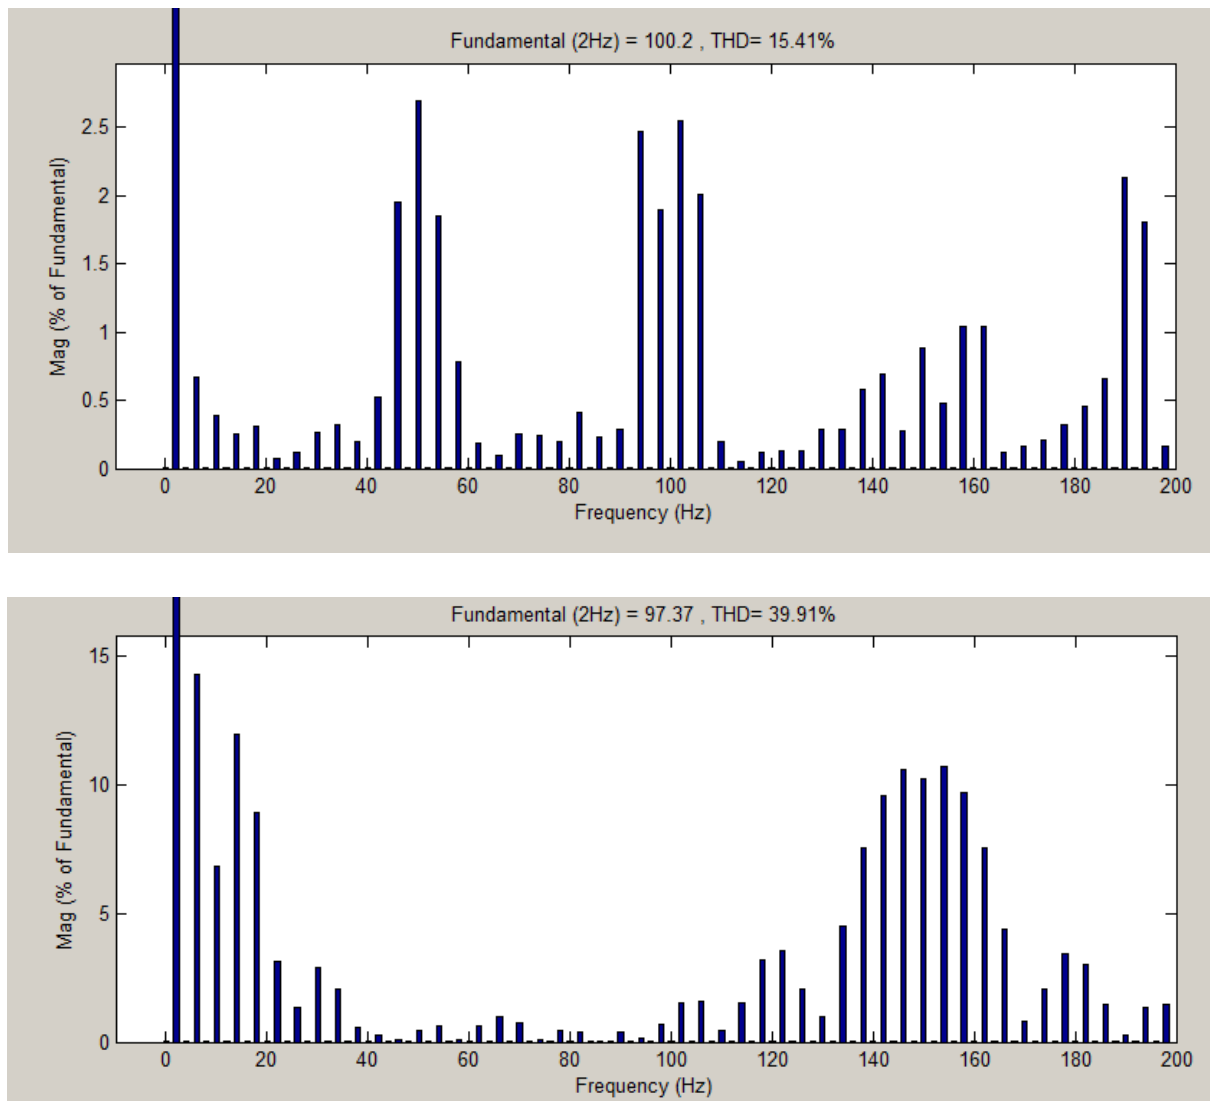 Fundamental (2Hz) = 100.2 , THD= 15.41%
Mag (% of Fundamental)
2.5
2
1.5
1
0.5
0
0 20 40 60 80 100 120 140 160 180 200
Frequency (Hz)
Fundamental (2Hz) = 97.37 , THD= 39.91%
Mag (% of Fundamental)
15
10
5
0
0 20 40 60 80 100 120 140 160 180 200
Frequency (Hz)